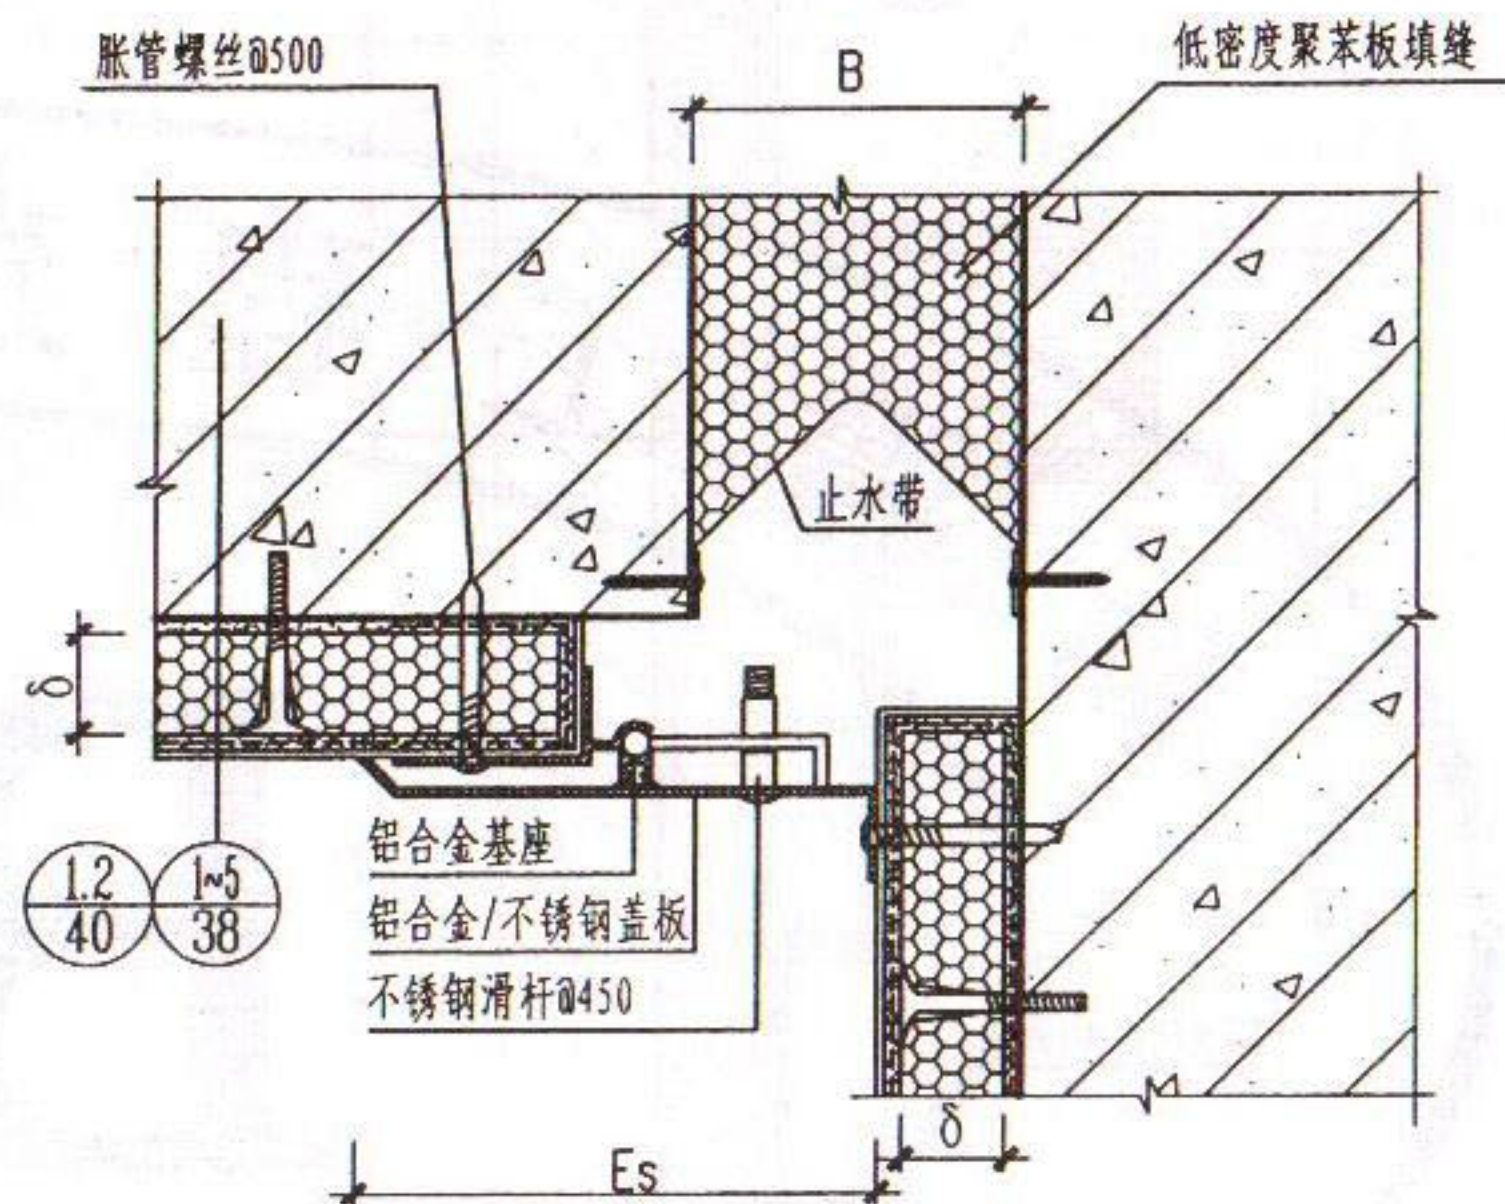 胀管螺丝@500
B
低密度聚苯板填缝
止水带
δ
铝合金基座
铝合金/不锈钢盖板
不锈钢滑杆@450
1.2
40
1~5
38
δ
Es